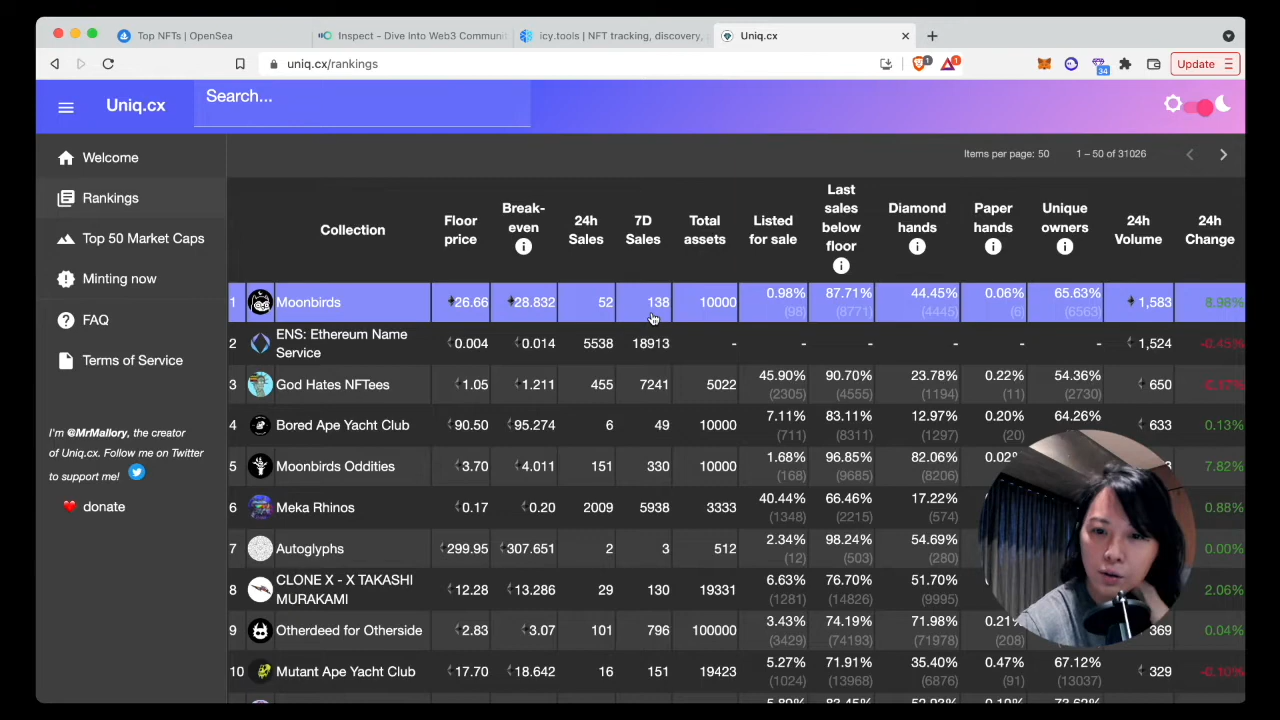 Top NFTs | OpenSea
Inspect - Dive Into Web3 Communi
icy.tools | NFT tracking, discovery,
Uniq.cx
uniq.cx/rankings
1
1
34
Update
Uniq.cx
Search...
Welcome
Rankings
Top 50 Market Caps
Minting now
FAQ
Terms of Service
I'm @MrMallory, the creator
of Uniq.cx. Follow me on Twitter
to support me!
donate
Items per page: 50 1 – 50 of 31026
Collection
Floor price
Break-even
24h Sales
7D Sales
Total assets
Listed for sale
Last sales below floor
Diamond hands
Paper hands
Unique owners
24h Volume
24h Change
1 Moonbirds 26.66 28.832 52 138 10000 0.98% (98) 87.71% (8771) 44.45% (4445) 0.06% (6) 65.63% (6563) 1,583 8.98%
2 ENS: Ethereum Name Service 0.004 0.014 5538 18913 - - - - - - 1,524 -0.45%
3 God Hates NFTees 1.05 1.211 455 7241 5022 45.90% (2305) 90.70% (4555) 23.78% (1194) 0.22% (11) 54.36% (2730) 650
4 Bored Ape Yacht Club 90.50 95.274 6 49 10000 7.11% (711) 83.11% (8311) 12.97% (1297) 0.20% (20) 64.26% 633 0.13%
5 Moonbirds Oddities 3.70 4.011 151 330 10000 1.68% (168) 96.85% (9685) 82.06% (8206) 7.82%
6 Meka Rhinos 0.17 0.20 2009 5938 3333 40.44% (1348) 66.46% (2215) 17.22% (574) 0.88%
7 Autoglyphs 299.95 307.651 2 3 512 2.34% (12) 98.24% (503) 54.69% (280) 0.00%
8 CLONE X - X TAKASHI MURAKAMI 12.28 13.286 29 130 19331 6.63% (1281) 76.70% (14826) 51.70% (9995) 2.06%
9 Otherdeed for Otherside 2.83 3.07 101 796 100000 3.43% (3429) 74.19% (74193) 71.98% (71978) 0.21% (208) 369 0.04%
10 Mutant Ape Yacht Club 17.70 18.642 16 151 19423 5.27% (1024) 71.91% (13968) 35.40% (6876) 0.47% (91) 67.12% (13037) 329 -0.10%